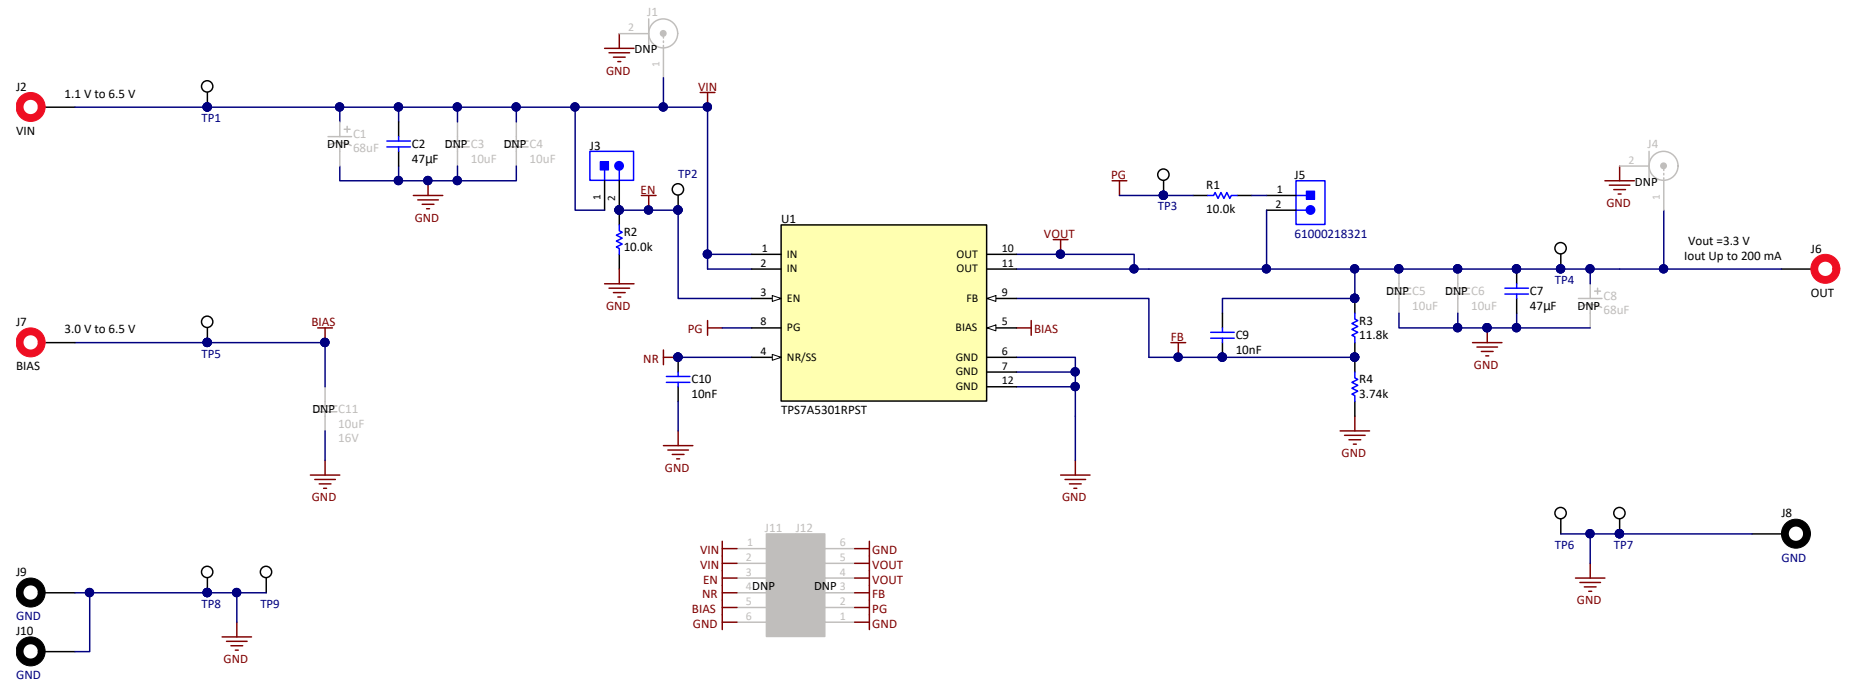 J1
2
DNP
GND
1
J2
1.1 V to 6.5 V
VIN
TP1
VIN
C1
DNP
68uF
C2
47µF
DNP
C3
10uF
DNP
C4
10uF
GND
J3
1
2
EN
TP2
R2
10.0k
GND
U1
1
IN
2
IN
3
EN
PG
8
PG
NR
4
NR/SS
C10
10nF
GND
TPS7A5301RPST
OUT
10
VOUT
OUT
11
FB
9
BIAS
5
BIAS
GND
6
GND
7
GND
12
GND
PG
TP3
R1
10.0k
J5
1
2
61000218321
FB
C9
10nF
R3
11.8k
R4
3.74k
GND
J4
2
DNP
GND
1
DNP
C5
10uF
DNP
C6
10uF
C7
47µF
TP4
DNP
C8
68uF
GND
Vout =3.3 V
Iout Up to 200 mA
J6
OUT
J7
3.0 V to 6.5 V
BIAS
TP5
BIAS
DNP
C11
10uF
16V
GND
J9
GND
J10
GND
TP8
TP9
GND
J11 J12
VIN 1 6 GND
VIN 2 5 VOUT
EN 3 4 VOUT
NR 4 DNP DNP 3 FB
BIAS 5 2 PG
GND 6 1 GND
TP6
TP7
GND
J8
GND